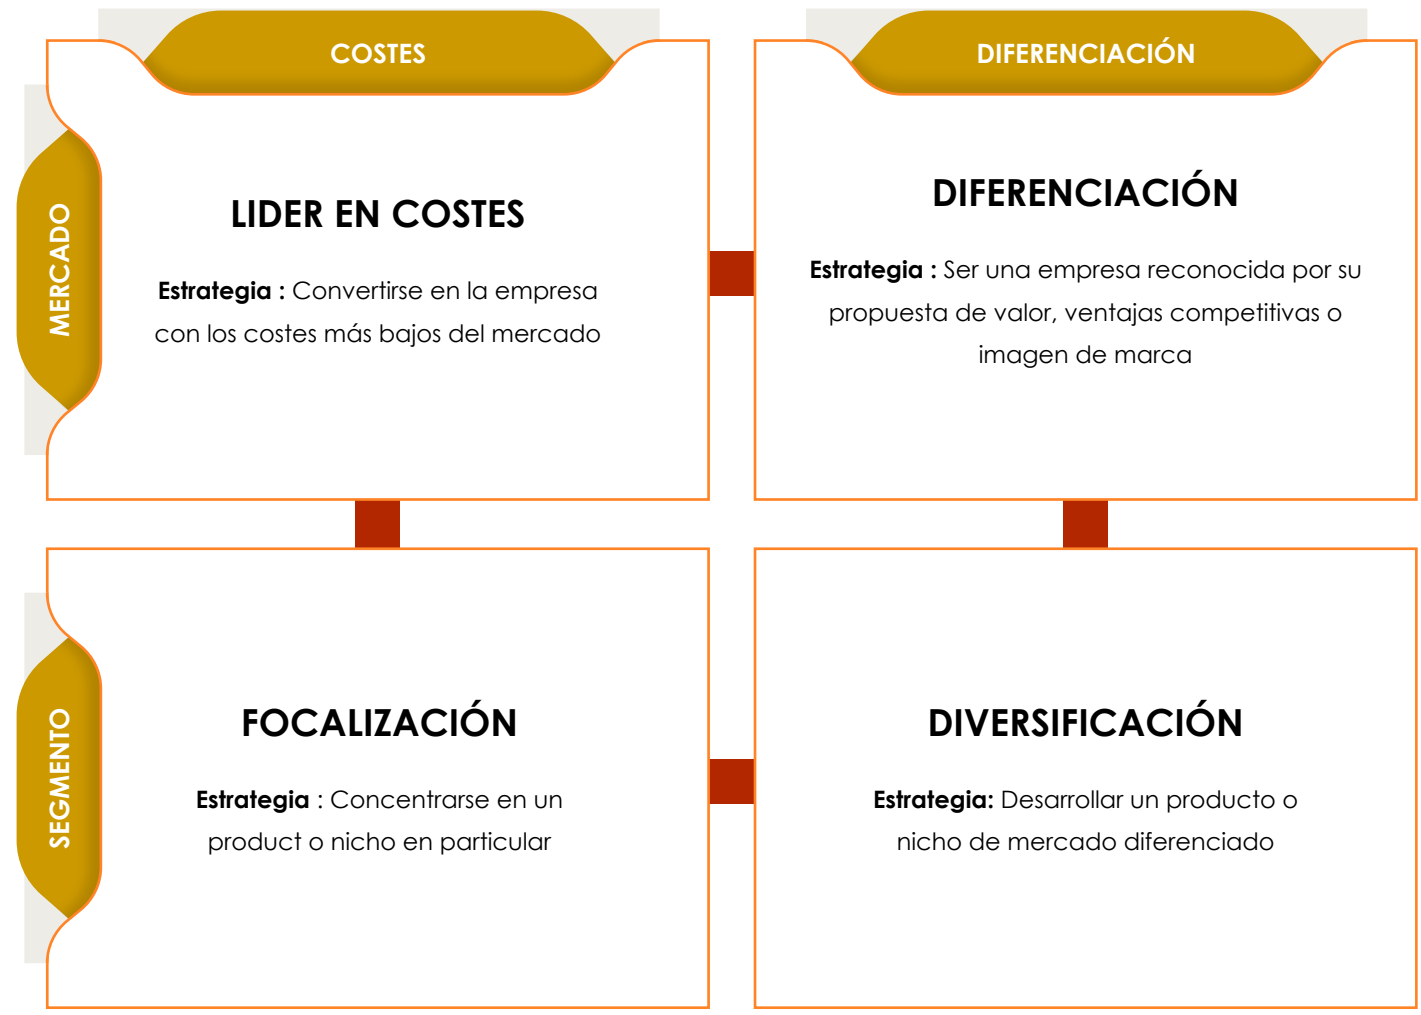 COSTES
DIFERENCIACIÓN
MERCADO
LIDER EN COSTES
Estrategia : Convertirse en la empresa
con los costes más bajos del mercado
DIFERENCIACIÓN
Estrategia : Ser una empresa reconocida por su
propuesta de valor, ventajas competitivas o
imagen de marca
SEGMENTO
FOCALIZACIÓN
Estrategia : Concentrarse en un
product o nicho en particular
DIVERSIFICACIÓN
Estrategia: Desarrollar un producto o
nicho de mercado diferenciado